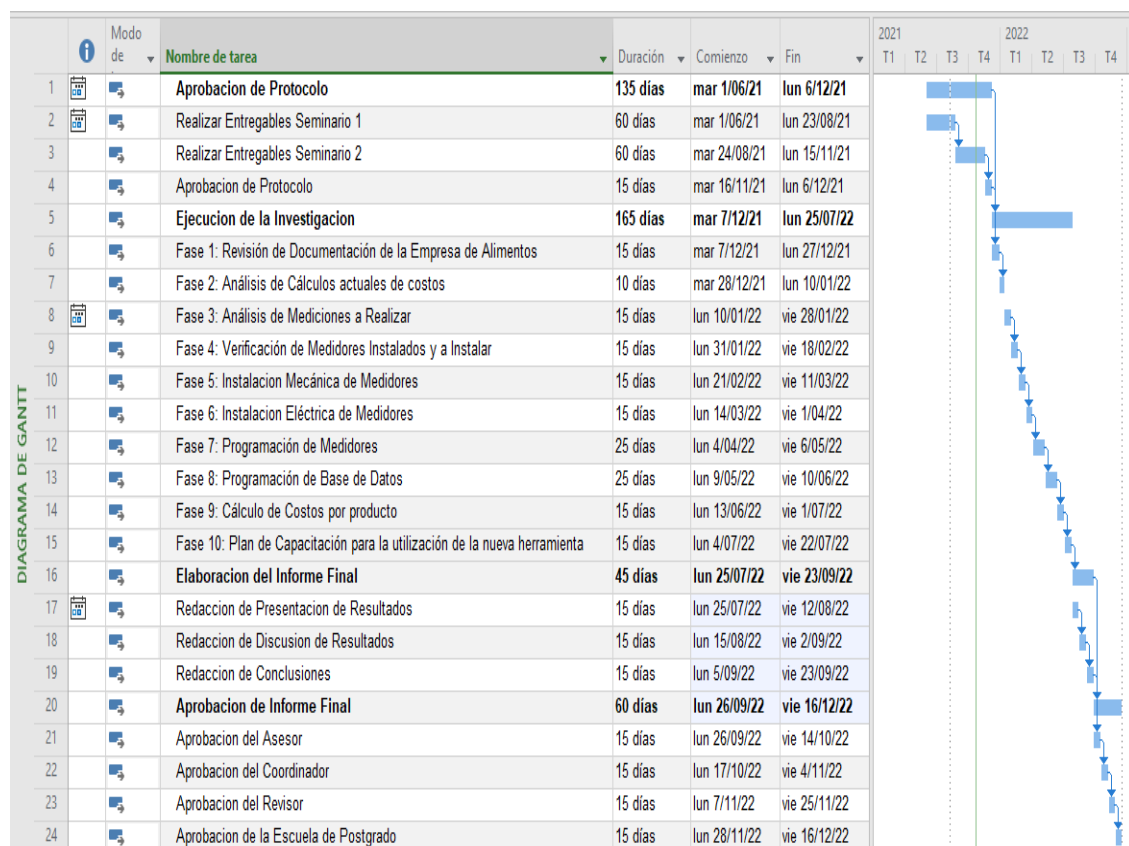 2021 2022
Modo de Nombre de tarea Duración Comienzo Fin T1 T2 T3 T4 T1 T2 T3 T4
1 Aprobacion de Protocolo 135 días mar 1/06/21 lun 6/12/21
2 Realizar Entregables Seminario 1 60 días mar 1/06/21 lun 23/08/21
3 Realizar Entregables Seminario 2 60 días mar 24/08/21 lun 15/11/21
4 Aprobacion de Protocolo 15 días mar 16/11/21 lun 6/12/21
5 Ejecucion de la Investigacion 165 días mar 7/12/21 lun 25/07/22
6 Fase 1: Revisión de Documentación de la Empresa de Alimentos 15 días mar 7/12/21 lun 27/12/21
7 Fase 2: Análisis de Cálculos actuales de costos 10 días mar 28/12/21 lun 10/01/22
8 Fase 3: Análisis de Mediciones a Realizar 15 días lun 10/01/22 vie 28/01/22
9 Fase 4: Verificación de Medidores Instalados y a Instalar 15 días lun 31/01/22 vie 18/02/22
10 Fase 5: Instalacion Mecánica de Medidores 15 días lun 21/02/22 vie 11/03/22
11 Fase 6: Instalacion Eléctrica de Medidores 15 días lun 14/03/22 vie 1/04/22
12 Fase 7: Programación de Medidores 25 días lun 4/04/22 vie 6/05/22
13 Fase 8: Programación de Base de Datos 25 días lun 9/05/22 vie 10/06/22
14 Fase 9: Cálculo de Costos por producto 15 días lun 13/06/22 vie 1/07/22
15 Fase 10: Plan de Capacitación para la utilización de la nueva herramienta 15 días lun 4/07/22 vie 22/07/22
16 Elaboracion del Informe Final 45 días lun 25/07/22 vie 23/09/22
17 Redaccion de Presentacion de Resultados 15 días lun 25/07/22 vie 12/08/22
18 Redaccion de Discusion de Resultados 15 días lun 15/08/22 vie 2/09/22
19 Redaccion de Conclusiones 15 días lun 5/09/22 vie 23/09/22
20 Aprobacion de Informe Final 60 días lun 26/09/22 vie 16/12/22
21 Aprobacion del Asesor 15 días lun 26/09/22 vie 14/10/22
22 Aprobacion del Coordinador 15 días lun 17/10/22 vie 4/11/22
23 Aprobacion del Revisor 15 días lun 7/11/22 vie 25/11/22
24 Aprobacion de la Escuela de Postgrado 15 días lun 28/11/22 vie 16/12/22
DIAGRAMA DE GANTT